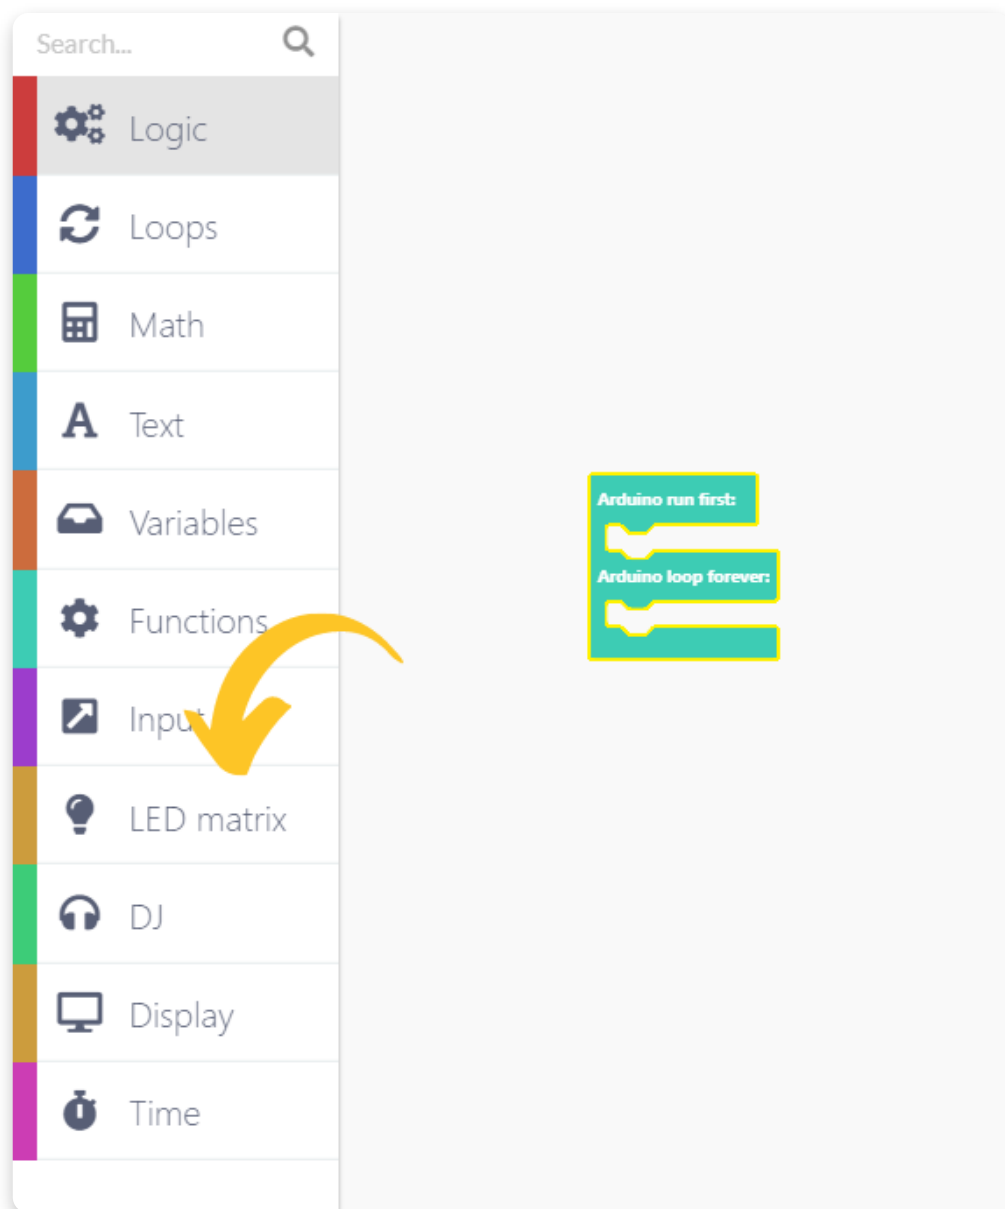 Search...
Logic
Loops
Math
Text
Variables
Functions
Input
LED matrix
DJ
Display
Time
Arduino run first:
Arduino loop forever: